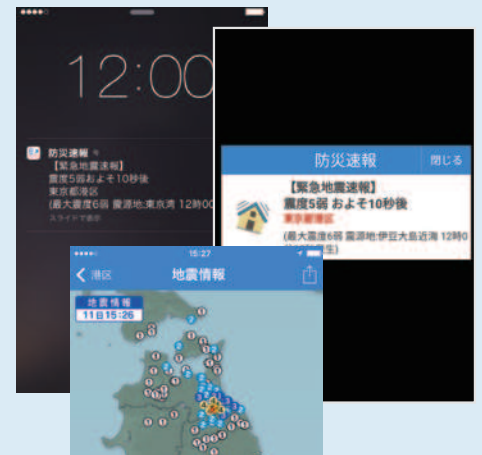 12:00
防災速報
【緊急地震速報】
震度5弱およそ10秒後
東京都港区
(最大震度6弱 震源地:東京湾 12時00
スライドで表示
防災速報
閉じる
【緊急地震速報】
震度5弱 およそ10秒後
東京都港区
(最大震度6弱 震源地:伊豆大島近海 12時0
生)
15:27
港区
地震情報
地震情報
11日15:26